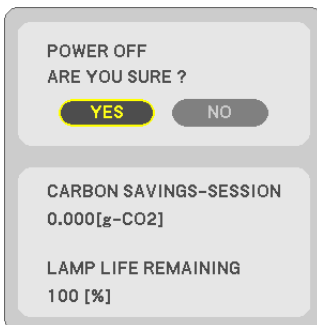 POWER OFF
ARE YOU SURE ?
YES NO
CARBON SAVINGS-SESSION
0.000[g-CO2]
LAMP LIFE REMAINING
100 [%]